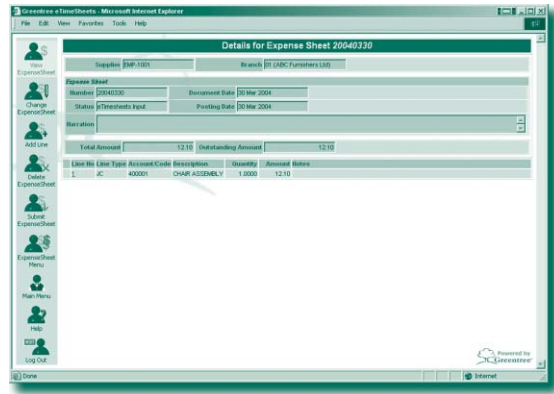 Greentree eTimeSheets - Microsoft Internet Explorer
File Edit View Favorites Tools Help
Details for Expense Sheet 20040330
View ExpenseSheet
Supplier EMP-1001 Branch 01 (ABC Furnishers Ltd)
Expense Sheet
Number 20040330 Document Date 30 Mar 2004
Change ExpenseSheet
Status eTimesheets Input Posting Date 30 Mar 2004
Narration
Add Line
Total Amount 12.10 Outstanding Amount 12.10
Line No Line Type Account/Code Description Quantity Amount Notes
1 JC 400001 CHAIR ASSEMBLY 1.0000 12.10
Delete ExpenseSheet
Submit ExpenseSheet
ExpenseSheet Menu
Main Menu
Help
Log Out
Powered by
Greentree
Done Internet